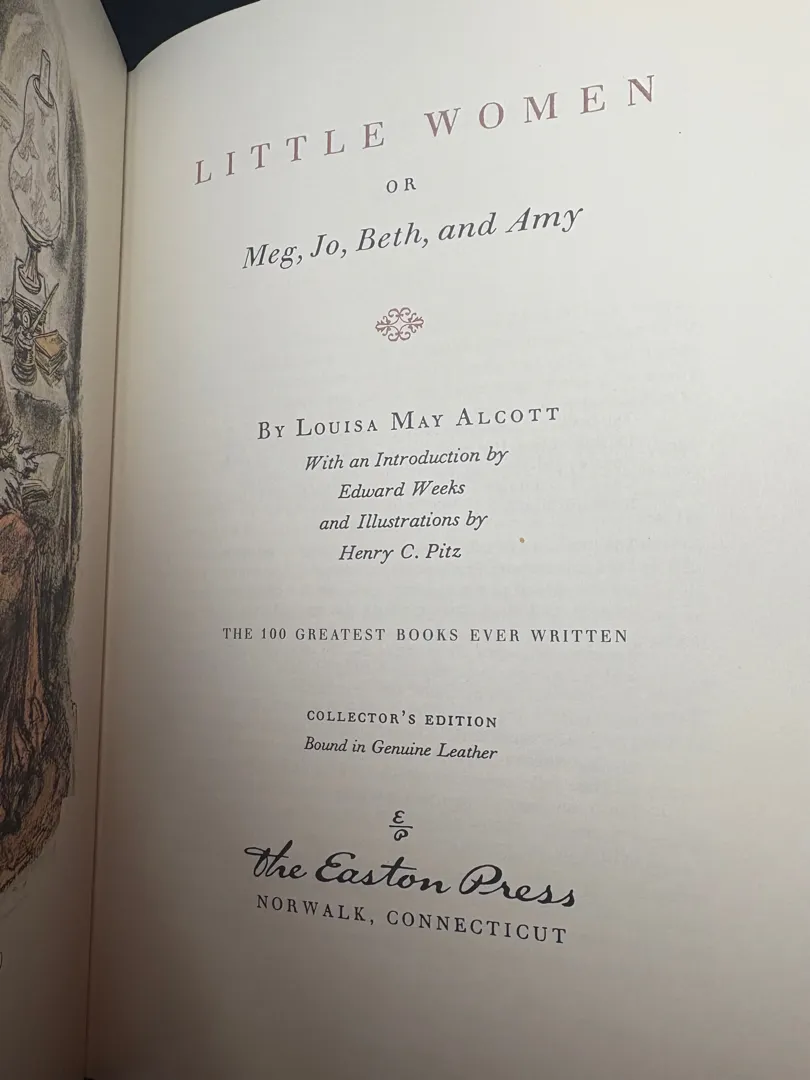 LITTLE WOMEN
OR
Meg, Jo, Beth, and Amy
BY LOUISA MAY ALCOTT
With an Introduction by
Edward Weeks
and Illustrations by
Henry C. Pitz
THE 100 GREATEST BOOKS EVER WRITTEN
COLLECTOR'S EDITION
Bound in Genuine Leather
E
P
The Easton Press
NORWALK, CONNECTICUT